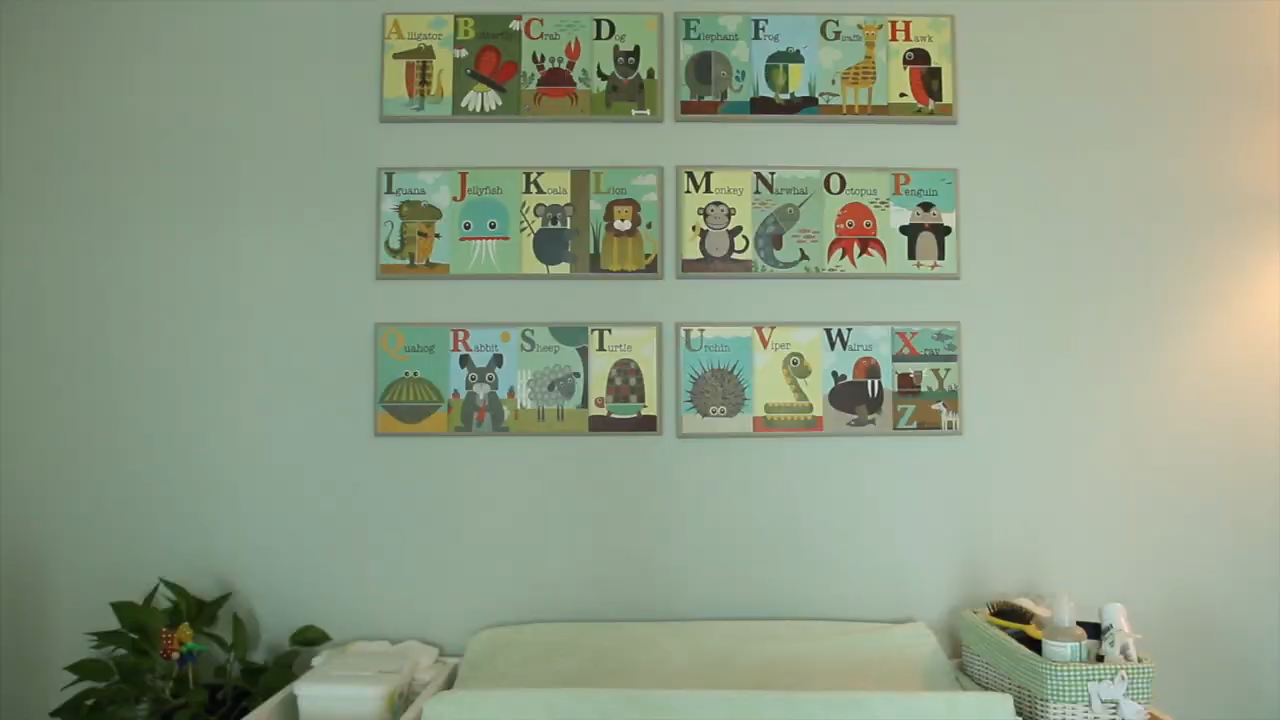 Alligator Butterfly Crab Dog Elephant Frog Giraffe Hawk
Iguana Jellyfish Koala Lion Monkey Narwhal Octopus Penguin
Quahog Rabbit Sheep Turtle Urchin Viper Walrus X-ray
Y
Z